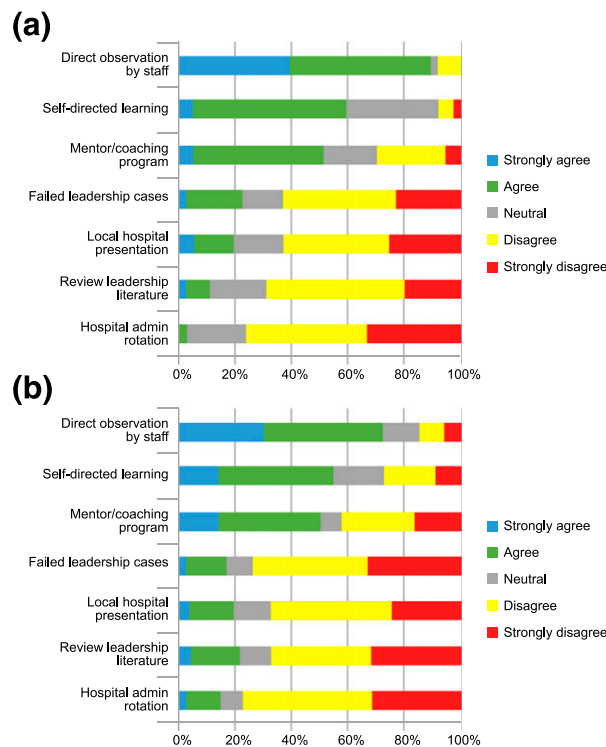 (a)
Direct observation
by staff
Self-directed learning
Mentor/coaching
program
Failed leadership cases
Local hospital
presentation
Review leadership
literature
Hospital admin
rotation
0% 20% 40% 60% 80% 100%
Strongly agree
Agree
Neutral
Disagree
Strongly disagree
(b)
Direct observation
by staff
Self-directed learning
Mentor/coaching
program
Failed leadership cases
Local hospital
presentation
Review leadership
literature
Hospital admin
rotation
0% 20% 40% 60% 80% 100%
Strongly agree
Agree
Neutral
Disagree
Strongly disagree